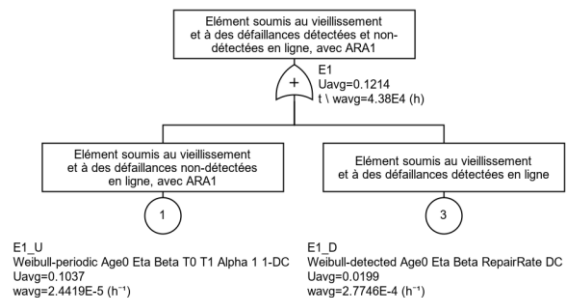 Elément soumis au vieillissement
et à des défaillances détectées et non-
détectées en ligne, avec ARA1
E1
Uavg=0.1214
t \ wavg=4.38E4 (h)
+
Elément soumis au vieillissement
et à des défaillances non-détectées
en ligne, avec ARA1
Elément soumis au vieillissement
et à des défaillances détectées en ligne
1
3
E1_U
Weibull-periodic Age0 Eta Beta T0 T1 Alpha 1 1-DC
Uavg=0.1037
wavg=2.4419E-5 (h⁻¹)
E1_D
Weibull-detected Age0 Eta Beta RepairRate DC
Uavg=0.0199
wavg=2.7746E-4 (h⁻¹)